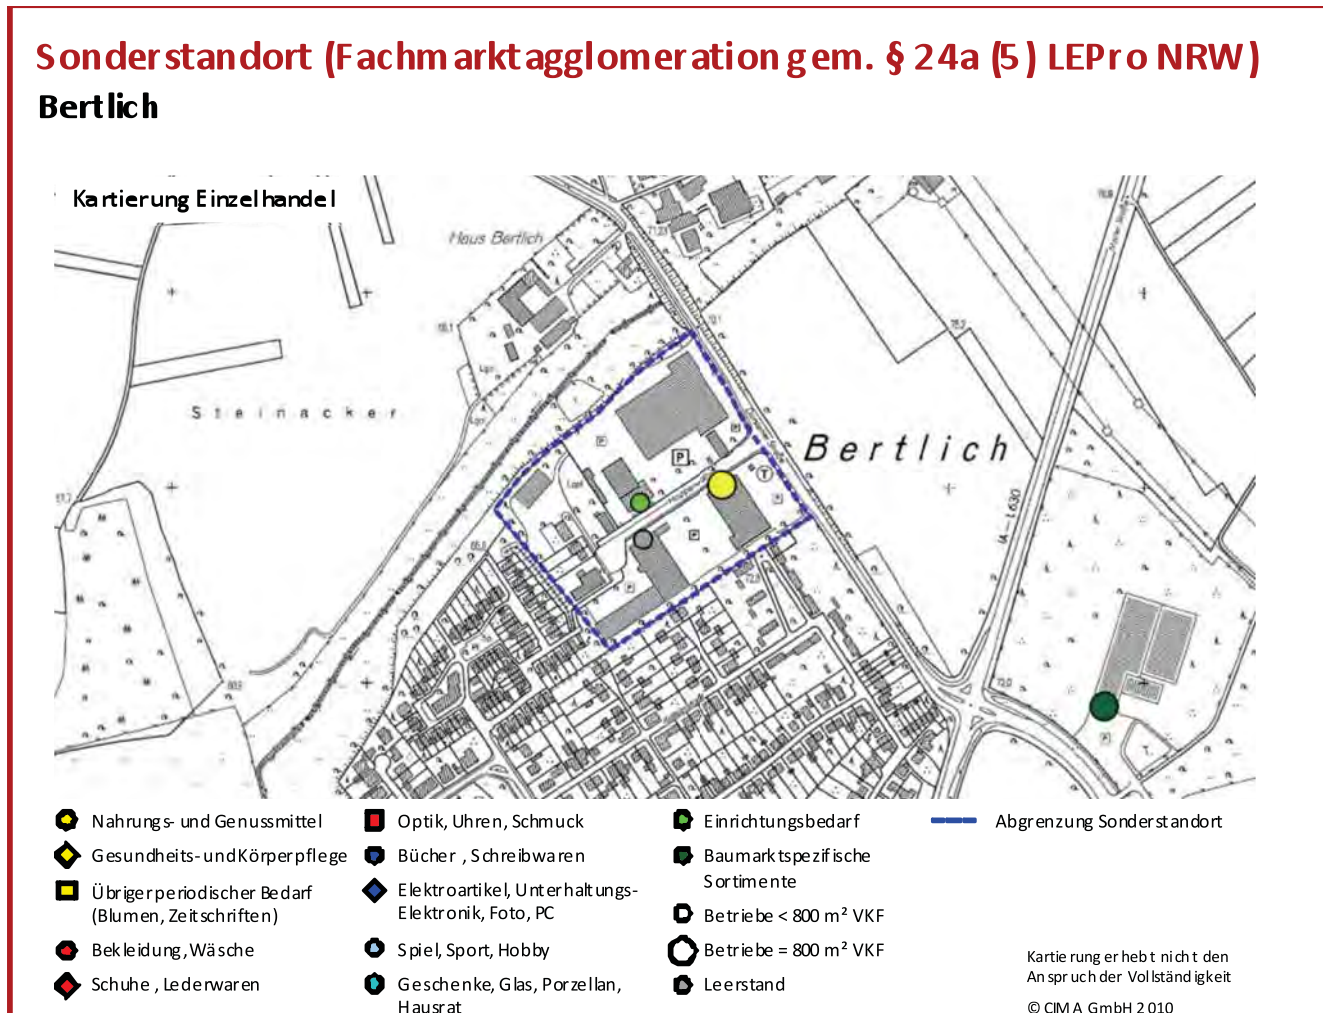 Sonderstandort (Fachmarktagglomeration gem. § 24a (5) LEPro NRW)
Bertlich
Kartierung Einzelhandel
Haus Bertlich
Steinacker
Bertlich
P
T
Nahrungs- und Genussmittel
Gesundheits- und Körperpflege
Übriger periodischer Bedarf
(Blumen, Zeitschriften)
Bekleidung, Wäsche
Schuhe, Lederwaren
Optik, Uhren, Schmuck
Bücher, Schreibwaren
Elektroartikel, Unterhaltungs-
Elektronik, Foto, PC
Spiel, Sport, Hobby
Geschenke, Glas, Porzellan,
Hausrat
Einrichtungsbedarf
Baumarktspezifische
Sortimente
Betriebe < 800 m² VKF
Betriebe = 800 m² VKF
Leerstand
Abgrenzung Sonderstandort
Kartierung erhebt nicht den
Anspruch der Vollständigkeit
© CIMA GmbH 2010